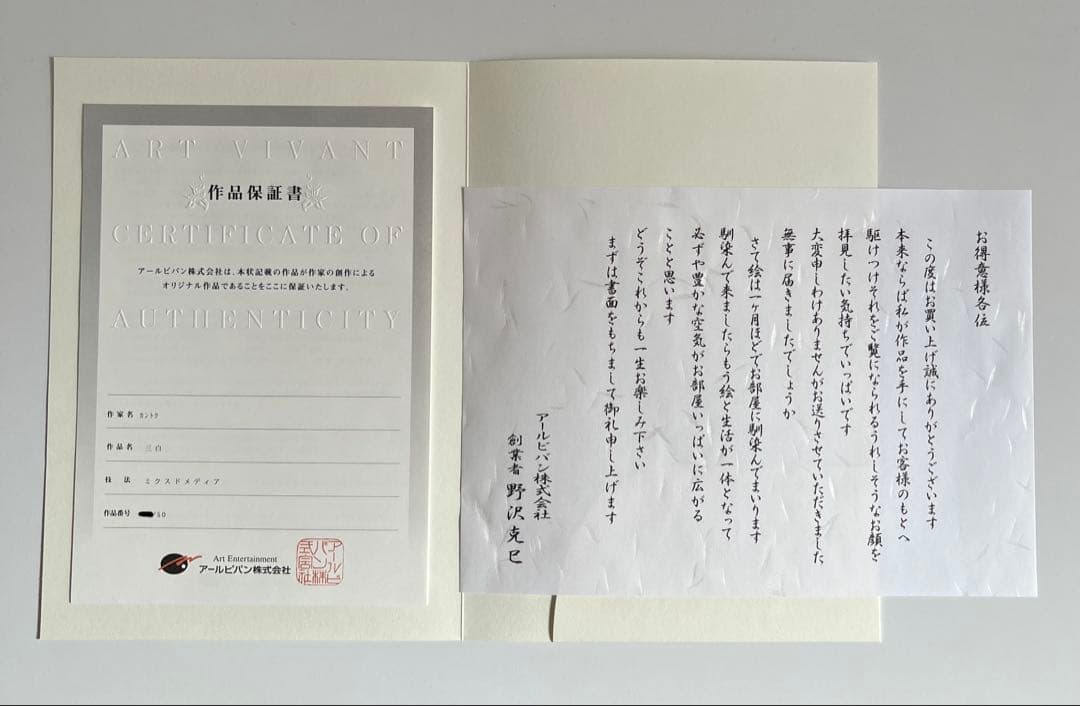 ART VIVANT
作品保証書
CERTIFICATE OF
アールビバン株式会社は、本状記載の作品が作家の創作による
オリジナル作品であることをここに保証いたします。
AUTHENTICITY
作家名 カントク
作品名 三白
技 法 ミクスドメディア
作品番号 /50
Art Entertainment
アールビバン株式会社
アールビバン株式会社
お得意様各位
この度はお買い上げ誠にありがとうございます
本来ならば私が作品を手にしてお客様のもとへ
駆けつけそれをご覧になられるうれしそうなお顔を
拝見したい気持ちでいっぱいです
大変申しわけありませんがお送りさせていただきました
無事に届きましたでしょうか
さて絵は一ヶ月ほどでお部屋に馴染んでまいります
馴染んで来ましたらもう絵と生活が一体となって
必ずや豊かな空気がお部屋いっぱいに広がる
ことと思います
どうぞこれからも一生お楽しみ下さい
まずは書面をもちまして御礼申し上げます
アールビバン株式会社
創業者 野沢克巳